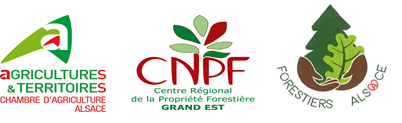 AGRICULTURES
& TERRITOIRES
CHAMBRE D'AGRICULTURE
ALSACE
CNPF
Centre Régional
de la Propriété Forestière
GRAND EST
FORESTIERS ALSACE